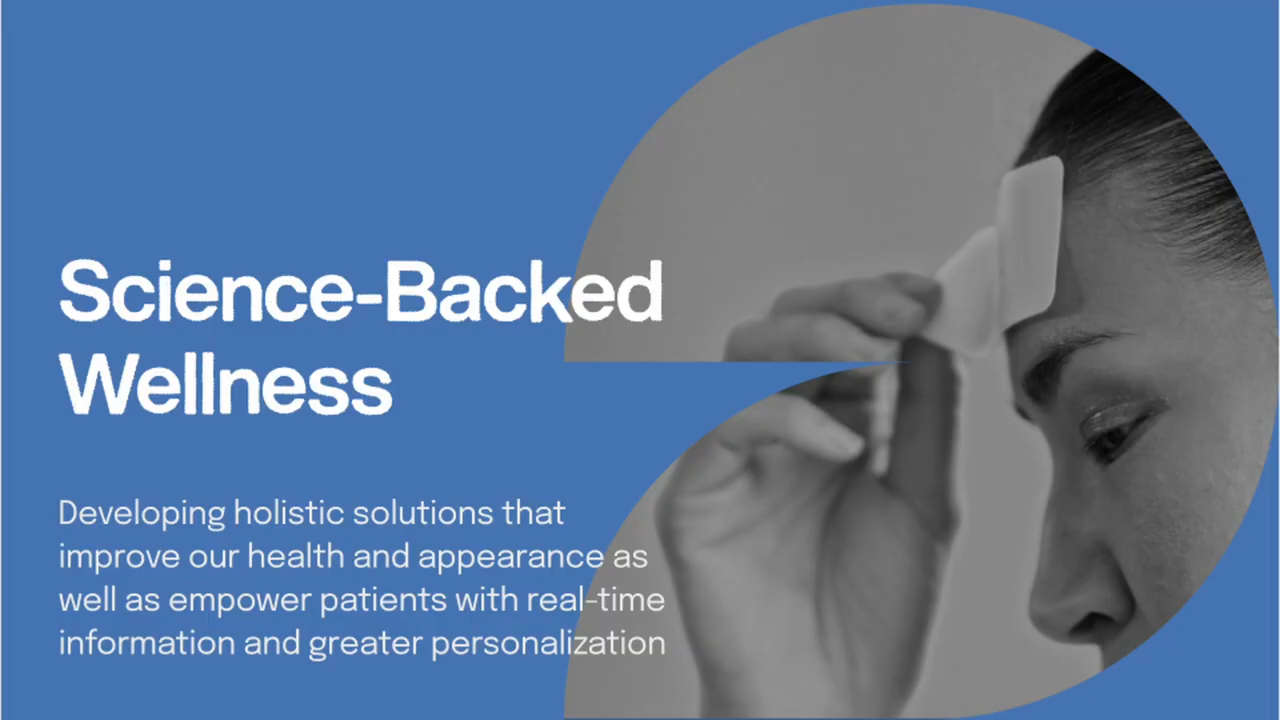 Science-Backed
Wellness
Developing holistic solutions that
improve our health and appearance as
well as empower patients with real-time
information and greater personalization